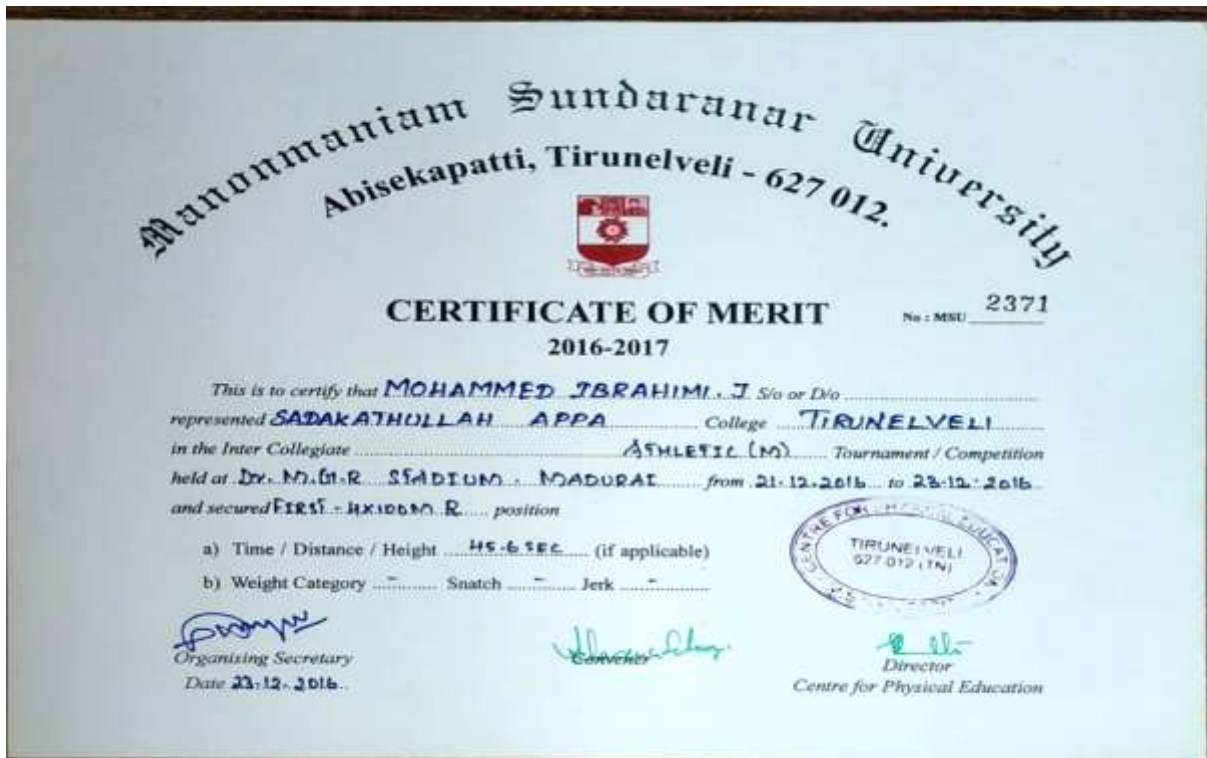 Manonmaniam Sundaranar University
Abisekapatti, Tirunelveli - 627 012.
CERTIFICATE OF MERIT
No : MSU 2371
2016-2017
This is to certify that MOHAMMED IBRAHIMI. J S/o or D/o
represented SADAKATHULLAH APPA College TIRUNELVELI
in the Inter Collegiate ATHLETIC (M) Tournament / Competition
held at Dr. M.G.R STADIUM. MADURAI from 21.12.2016 to 23.12.2016
and secured FIRST - 4X100M R position
a) Time / Distance / Height 45.6 SEC (if applicable)
b) Weight Category - Snatch - Jerk -
CENTRE FOR
TIRUNELVELI
627 012 (TN)
Organising Secretary
Convener
Director
Date 23.12.2016
Centre for Physical Education